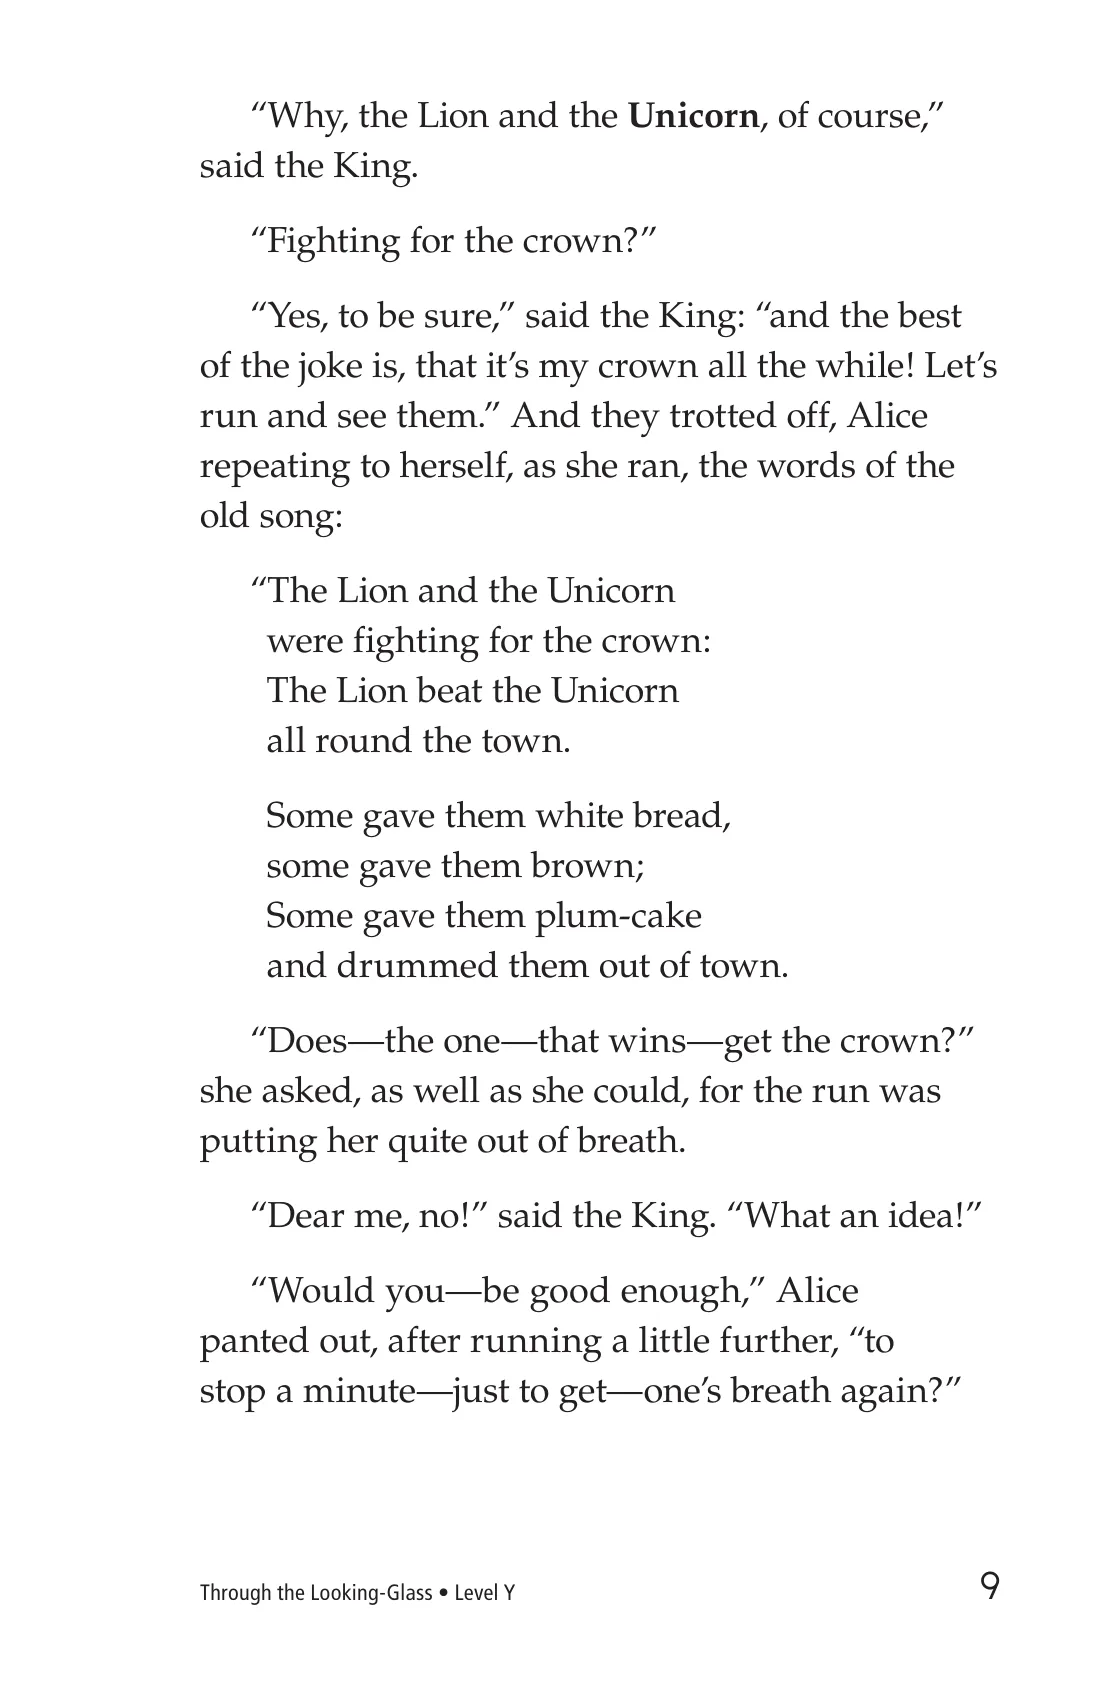 “Why, the Lion and the Unicorn, of course,”
said the King.
“Fighting for the crown?”
“Yes, to be sure,” said the King: “and the best
of the joke is, that it’s my crown all the while! Let’s
run and see them.” And they trotted off, Alice
repeating to herself, as she ran, the words of the
old song:
“The Lion and the Unicorn
were fighting for the crown:
The Lion beat the Unicorn
all round the town.
Some gave them white bread,
some gave them brown;
Some gave them plum-cake
and drummed them out of town.
“Does—the one—that wins—get the crown?”
she asked, as well as she could, for the run was
putting her quite out of breath.
“Dear me, no!” said the King. “What an idea!”
“Would you—be good enough,” Alice
panted out, after running a little further, “to
stop a minute—just to get—one’s breath again?”
Through the Looking-Glass • Level Y
9